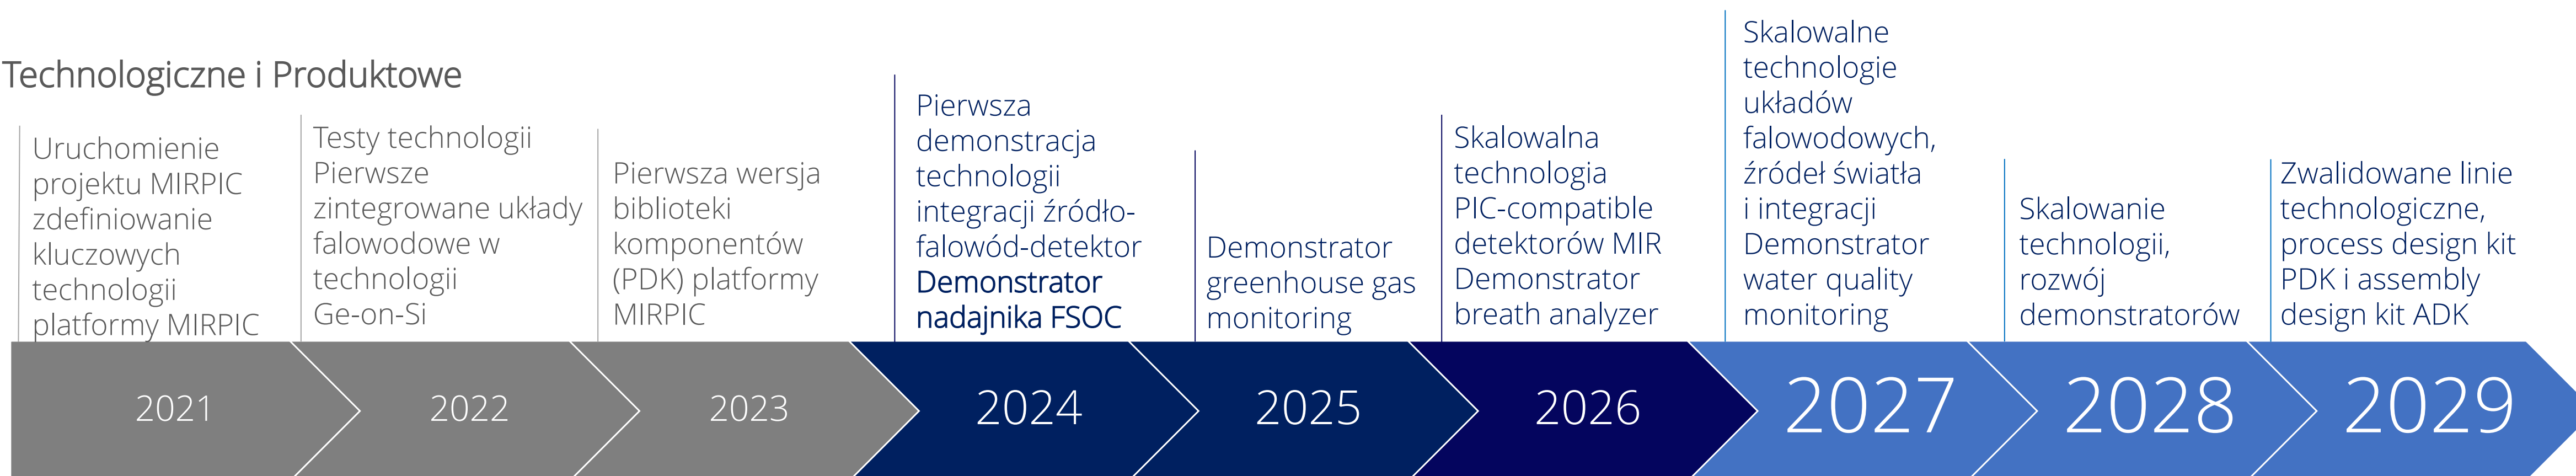 Technologiczne i Produktowe
Uruchomienie
projektu MIRPIC
zdefiniowanie
kluczowych
technologii
platformy MIRPIC
Testy technologii
Pierwsze
zintegrowane układy
falowodowe w
technologii
Ge-on-Si
Pierwsza wersja
biblioteki
komponentów
(PDK) platformy
MIRPIC
Pierwsza
demonstracja
technologii
integracji źródło-
falowód-detektor
Demonstrator
nadajnika FSOC
Demonstrator
greenhouse gas
monitoring
Skalowalna
technologia
PIC-compatible
detektorów MIR
Demonstrator
breath analyzer
Skalowalne
technologie
układów
falowodowych,
źródeł światła
i integracji
Demonstrator
water quality
monitoring
Skalowanie
technologii,
rozwój
demonstratorów
Zwalidowane linie
technologiczne,
process design kit
PDK i assembly
design kit ADK
2021
2022
2023
2024
2025
2026
2027
2028
2029